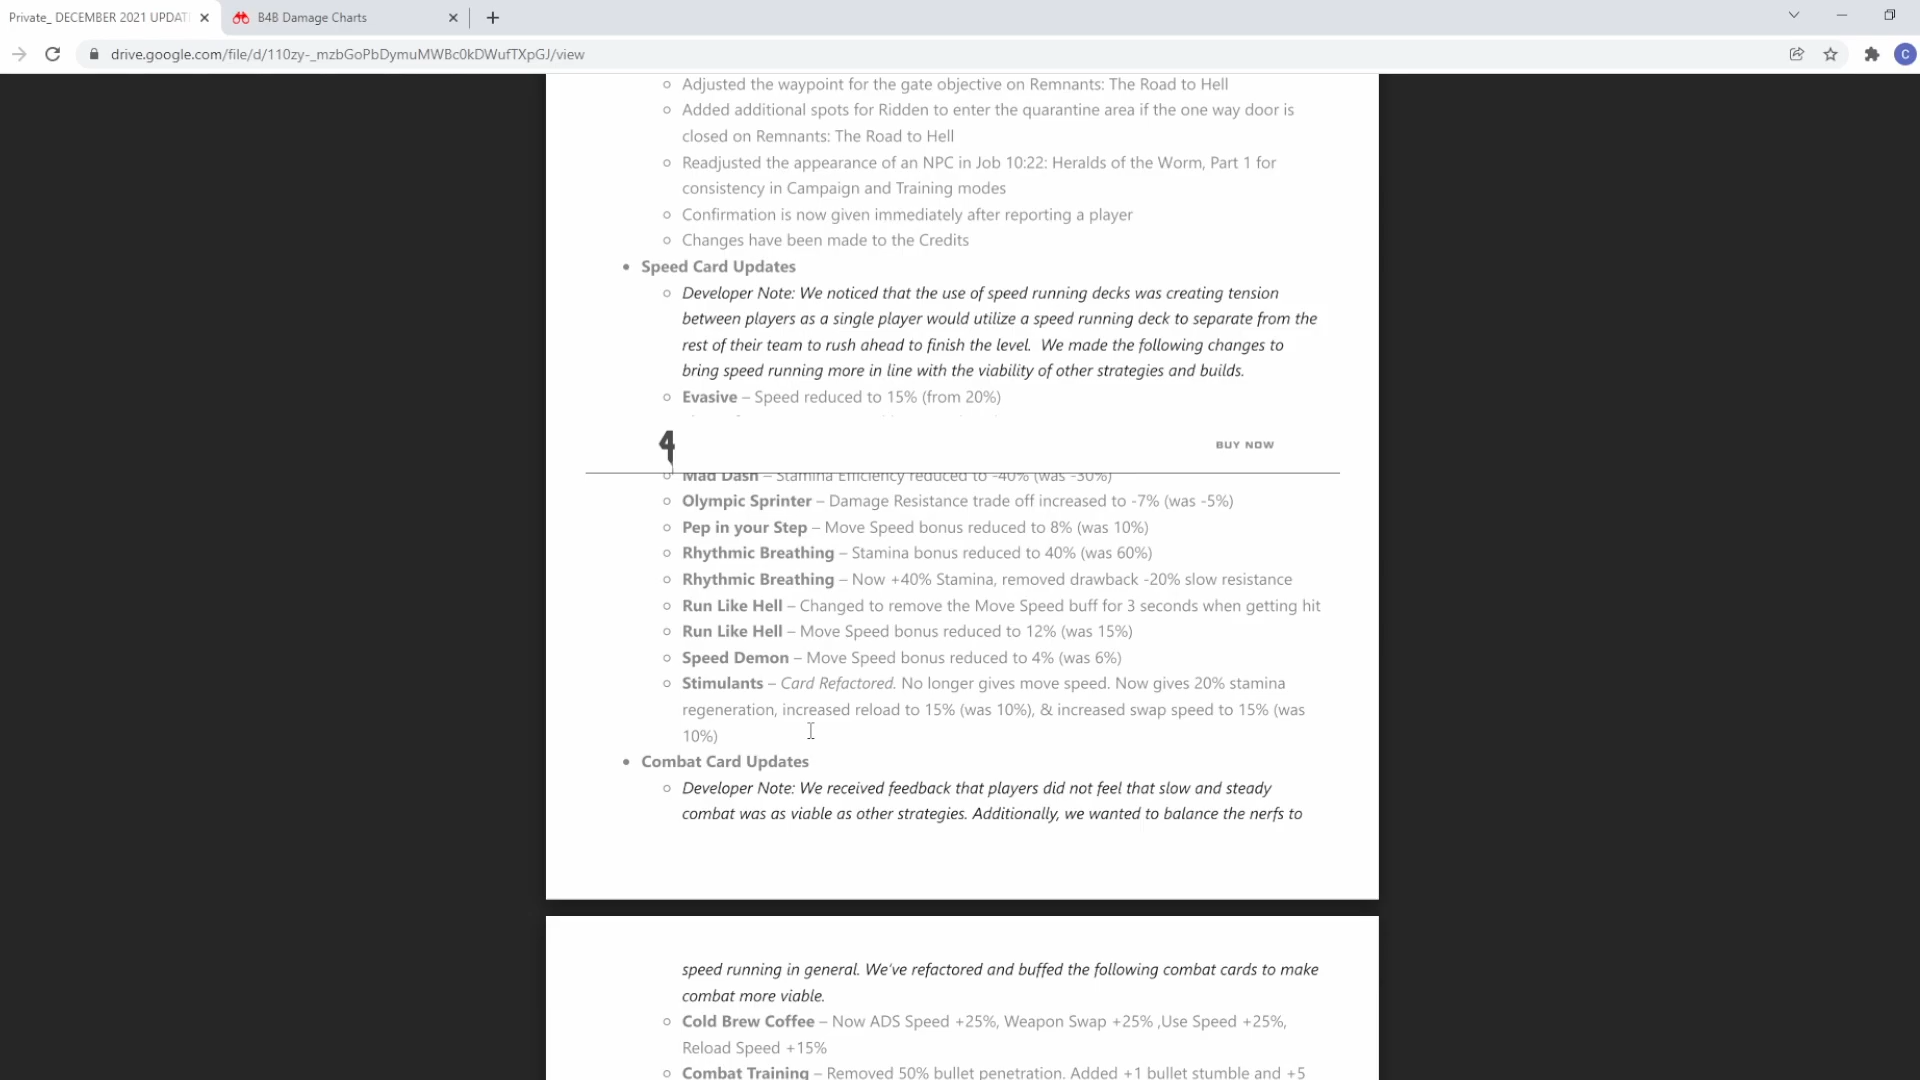 Private_ DECEMBER 2021 UPDAT
B4B Damage Charts
drive.google.com/file/d/110zy-_mzbGoPbDymuMWBc0kDWufTXpGJ/view
C
Adjusted the waypoint for the gate objective on Remnants: The Road to Hell
Added additional spots for Ridden to enter the quarantine area if the one way door is
closed on Remnants: The Road to Hell
Readjusted the appearance of an NPC in Job 10:22: Heralds of the Worm, Part 1 for
consistency in Campaign and Training modes
Confirmation is now given immediately after reporting a player
Changes have been made to the Credits
Speed Card Updates
Developer Note: We noticed that the use of speed running decks was creating tension
between players as a single player would utilize a speed running deck to separate from the
rest of their team to rush ahead to finish the level. We made the following changes to
bring speed running more in line with the viability of other strategies and builds.
Evasive – Speed reduced to 15% (from 20%)
4
BUY NOW
Mad Dash – Stamina Efficiency reduced to -40% (was -30%)
Olympic Sprinter – Damage Resistance trade off increased to -7% (was -5%)
Pep in your Step – Move Speed bonus reduced to 8% (was 10%)
Rhythmic Breathing – Stamina bonus reduced to 40% (was 60%)
Rhythmic Breathing – Now +40% Stamina, removed drawback -20% slow resistance
Run Like Hell – Changed to remove the Move Speed buff for 3 seconds when getting hit
Run Like Hell – Move Speed bonus reduced to 12% (was 15%)
Speed Demon – Move Speed bonus reduced to 4% (was 6%)
Stimulants – Card Refactored. No longer gives move speed. Now gives 20% stamina
regeneration, increased reload to 15% (was 10%), & increased swap speed to 15% (was
10%)
Combat Card Updates
Developer Note: We received feedback that players did not feel that slow and steady
combat was as viable as other strategies. Additionally, we wanted to balance the nerfs to
speed running in general. We've refactored and buffed the following combat cards to make
combat more viable.
Cold Brew Coffee – Now ADS Speed +25%, Weapon Swap +25% ,Use Speed +25%,
Reload Speed +15%
Combat Training – Removed 50% bullet penetration. Added +1 bullet stumble and +5